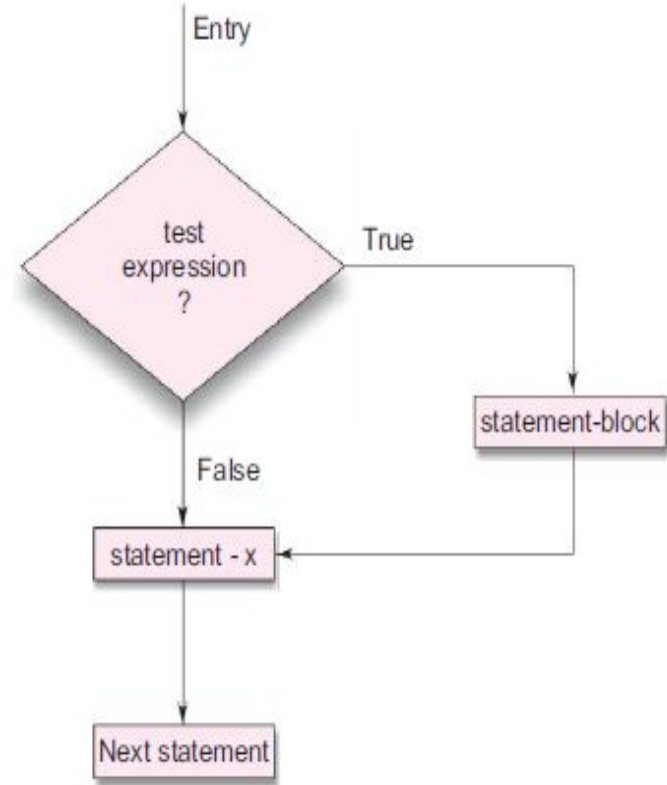 Entry
test
expression
?
True
statement-block
False
statement - x
Next statement